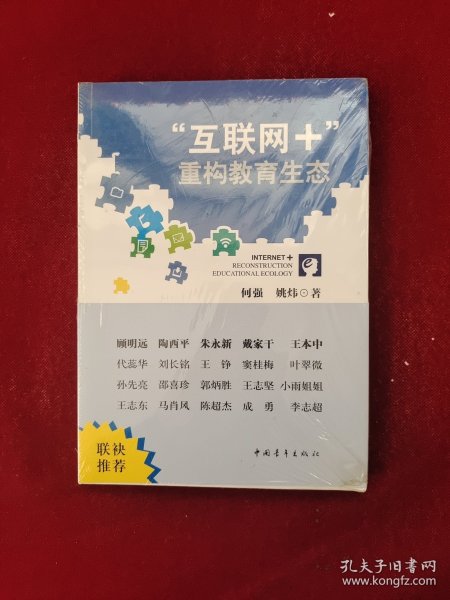 “互联网＋”
重构教育生态
INTERNET +
RECONSTRUCTION
EDUCATIONAL ECOLOGY
何强 姚炜⊙著
顾明远 陶西平 朱永新 戴家干 王本中
代蕊华 刘长铭 王铮 窦桂梅 叶翠微
孙先亮 邵喜珍 郭炳胜 王志坚 小雨姐姐
王志东 马肖风 陈超杰 成勇 李志超
联袂
推荐
中国青年出版社
孔夫子旧书网
www.kongfz.com